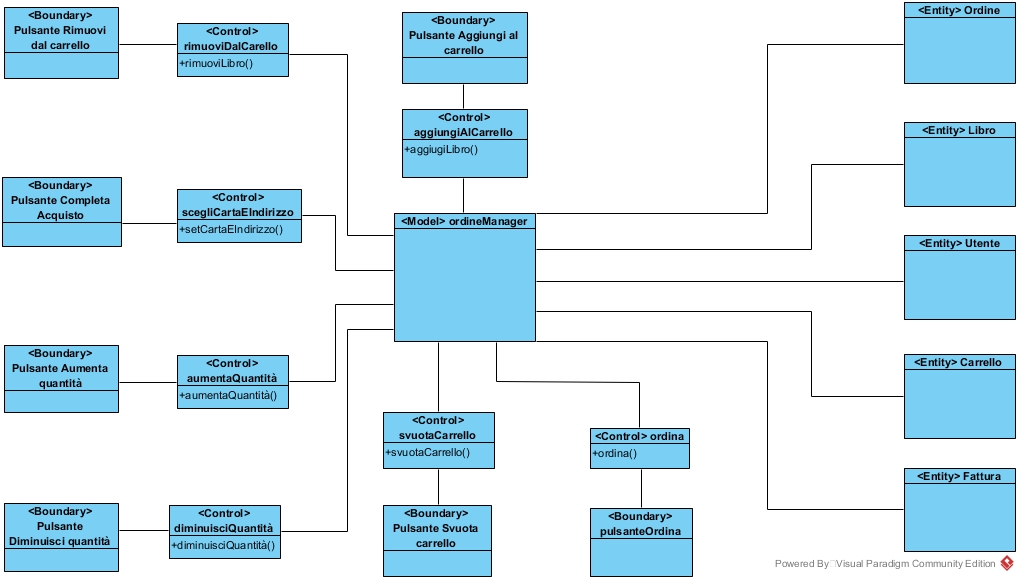 <Boundary>
Pulsante Rimuovi
dal carrello
<Control>
rimuoviDalCarello
+rimuoviLibro()
<Boundary>
Pulsante Aggiungi al
carrello
<Control>
aggiungiAlCarrello
+aggiugiLibro()
<Entity> Ordine
<Entity> Libro
<Boundary>
Pulsante Completa
Acquisto
<Control>
scegliCartaEIndirizzo
+setCartaEIndirizzo()
<Model> ordineManager
<Entity> Utente
<Boundary>
Pulsante Aumenta
quantità
<Control>
aumentaQuantità
+aumentaQuantità()
<Entity> Carrello
<Control>
svuotaCarrello
+svuotaCarrello()
<Control> ordina
+ordina()
<Entity> Fattura
<Boundary>
Pulsante
Diminusci quantità
<Control>
diminusciQuantità
+diminusciQuantità()
<Boundary>
Pulsante Svuota
carrello
<Boundary>
pulsanteOrdina
Powered By Visual Paradigm Community Edition